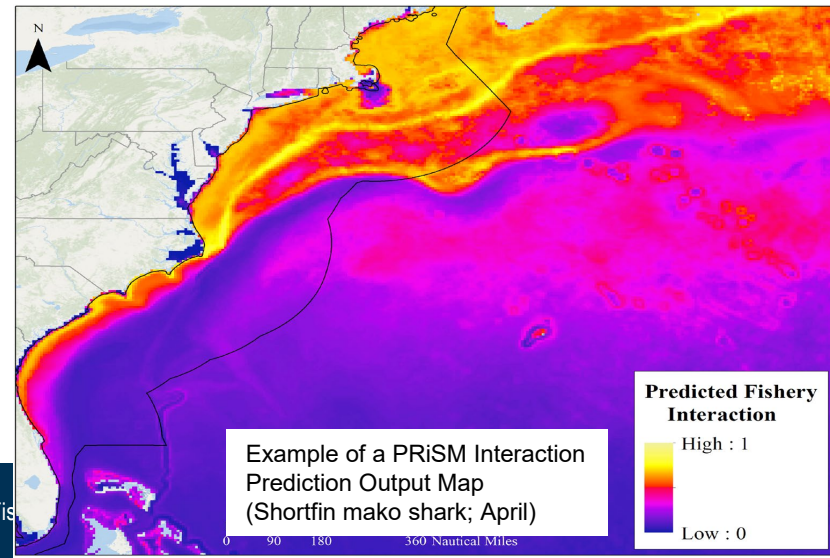 N
Predicted Fishery
Interaction
High : 1
Low : 0
Example of a PRiSM Interaction
Prediction Output Map
(Shortfin mako shark; April)
0 90 180 360 Nautical Miles